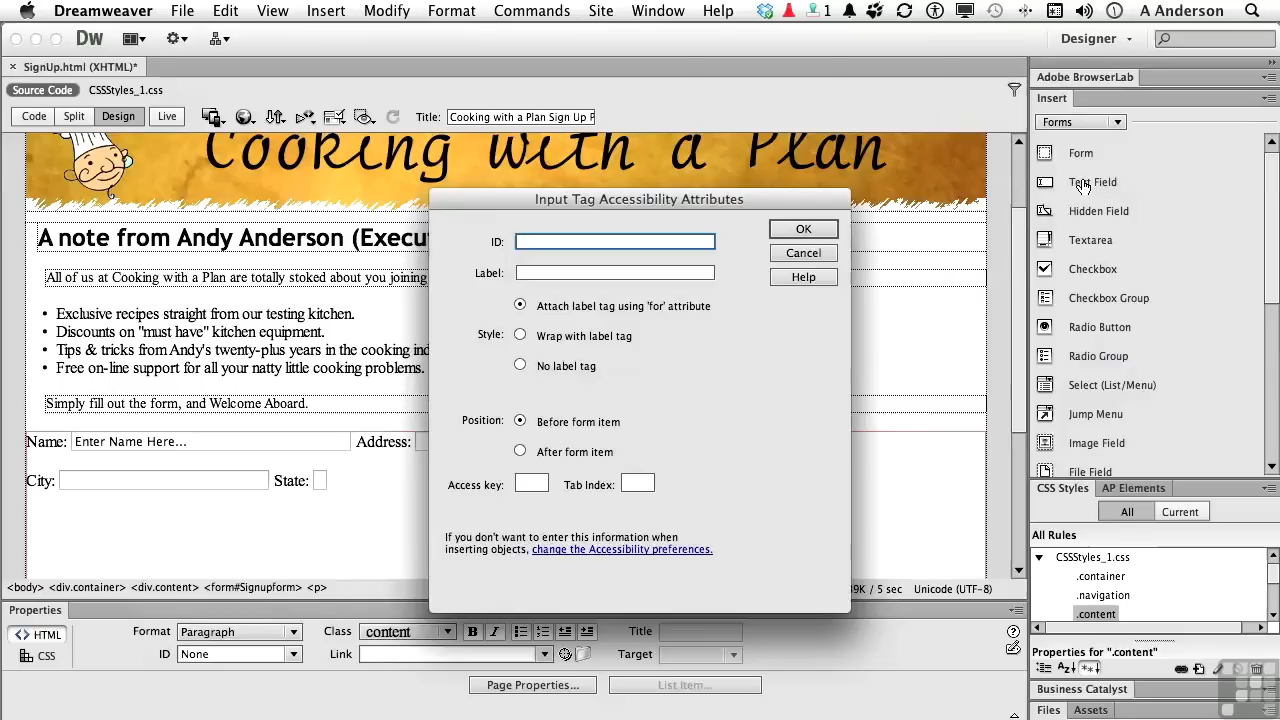 Dreamweaver File Edit View Insert Modify Format Commands Site Window Help 1 A Anderson
Dw Designer
SignUp.html (XHTML)* Adobe BrowserLab
Source Code CSSStyles_1.css Insert
Code Split Design Live Title: Cooking with a Plan Sign Up P
Forms
Cooking with a Plan
Form
Text Field
Hidden Field
Textarea
Checkbox
Checkbox Group
Radio Button
Radio Group
Select (List/Menu)
Jump Menu
Image Field
File Field
A note from Andy Anderson (Execu
All of us at Cooking with a Plan are totally stoked about you joining
• Exclusive recipes straight from our testing kitchen.
• Discounts on "must have" kitchen equipment.
• Tips & tricks from Andy's twenty-plus years in the cooking ind
• Free on-line support for all your natty little cooking problems.
Simply fill out the form, and Welcome Aboard.
Name: Enter Name Here... Address:
City: State:
Input Tag Accessibility Attributes
ID: OK
Cancel
Label: Help
Attach label tag using 'for' attribute
Style: Wrap with label tag
No label tag
Position: Before form item
After form item
Access key: Tab Index:
If you don't want to enter this information when
inserting objects, change the Accessibility preferences.
CSS Styles AP Elements
All Current
All Rules
CSSStyles_1.css
.container
.navigation
.content
Properties for ".content"
Business Catalyst
Files Assets
<body> <div.container> <div.content> <form#Signupform> <p> 39K / 5 sec Unicode (UTF-8)
Properties
HTML Format Paragraph Class content B I Title
CSS ID None Link Target
Page Properties... List Item...